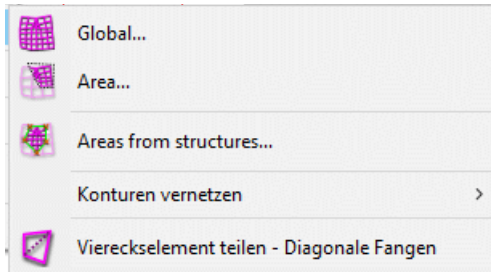 Global...
Area...
Areas from structures...
Konturen vernetzen
Viereckselement teilen - Diagonale Fangen